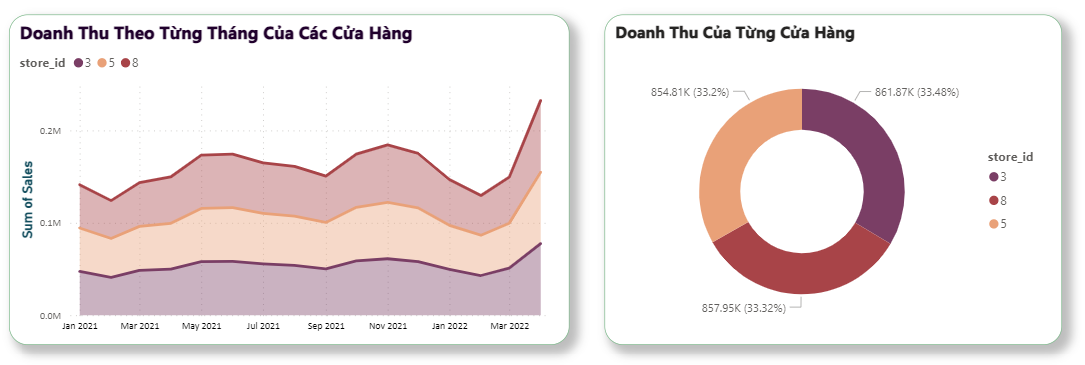 Doanh Thu Theo Từng Tháng Của Các Cửa Hàng
store_id 3 5 8
0.2M
0.1M
0.0M
Sum of Sales
Jan 2021 Mar 2021 May 2021 Jul 2021 Sep 2021 Nov 2021 Jan 2022 Mar 2022
Doanh Thu Của Từng Cửa Hàng
854.81K (33.2%)
861.87K (33.48%)
857.95K (33.32%)
store_id
3
8
5